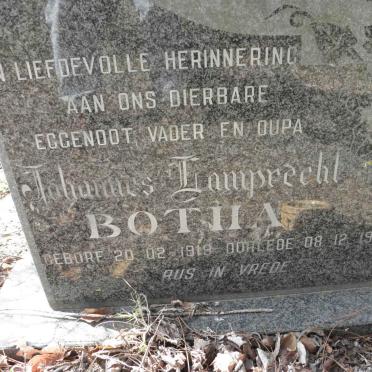 N LIEFDEVOLLE HERINNERING
AAN ONS DIERBARE
EGGENOOT, VADER EN OUPA
Johannes Lamprecht
BOTHA
GEBORE 20-02-1918 OORLEDE 08-12-19
RUS IN VREDE